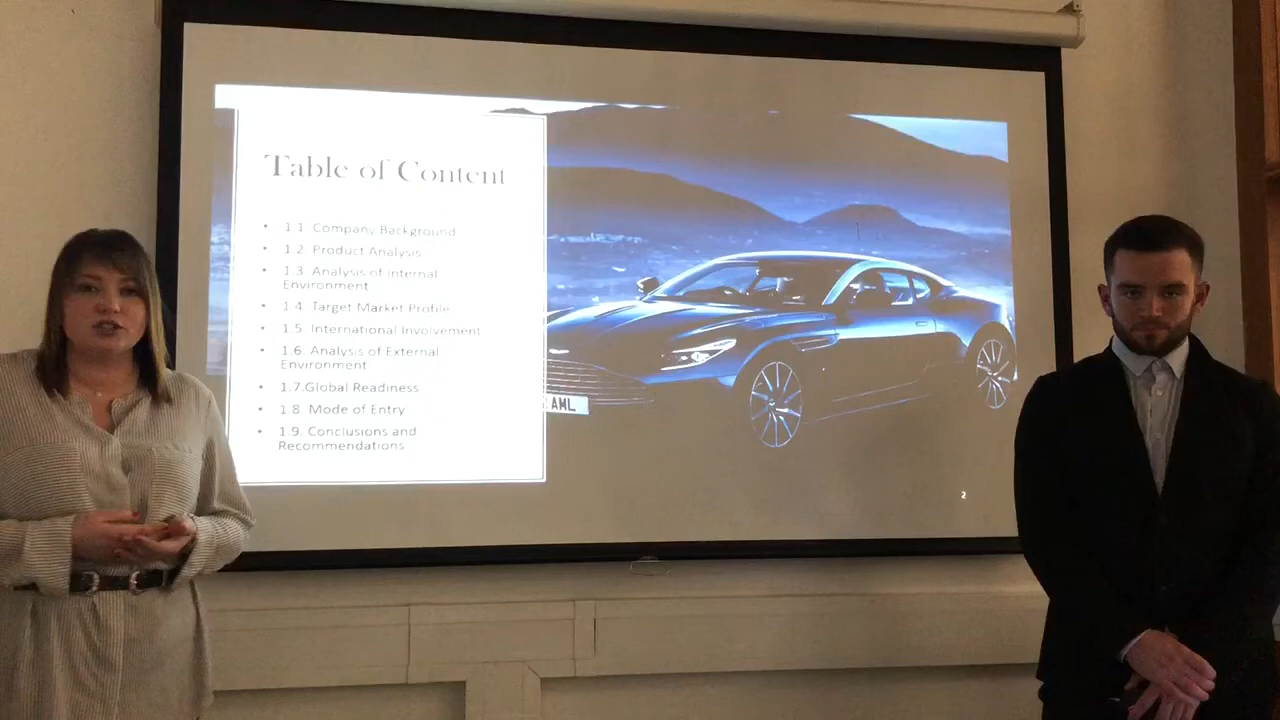 Table of Content
• 1.1 Company Background
• 1.2 Product Analysis
• 1.3. Analysis of Internal
Environment
• 1.4 Target Market Profile
• 1.5. International Involvement
• 1.6. Analysis of External
Environment
• 1.7.Global Readiness
• 1.8. Mode of Entry
• 1.9. Conclusions and
Recommendations
AML
2